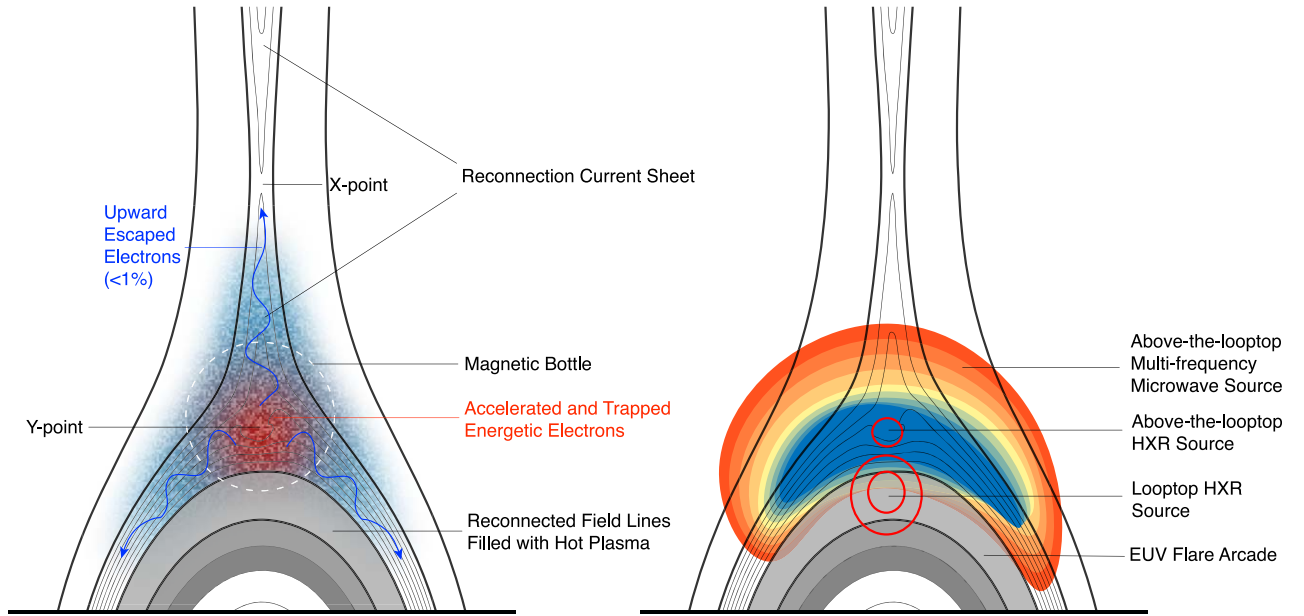 Reconnection Current Sheet
X-point
Upward
Escaped
Electrons
(<1%)
Magnetic Bottle
Accelerated and Trapped
Energetic Electrons
Y-point
Reconnected Field Lines
Filled with Hot Plasma
Above-the-looptop
Multi-frequency
Microwave Source
Above-the-looptop
HXR Source
Looptop HXR
Source
EUV Flare Arcade